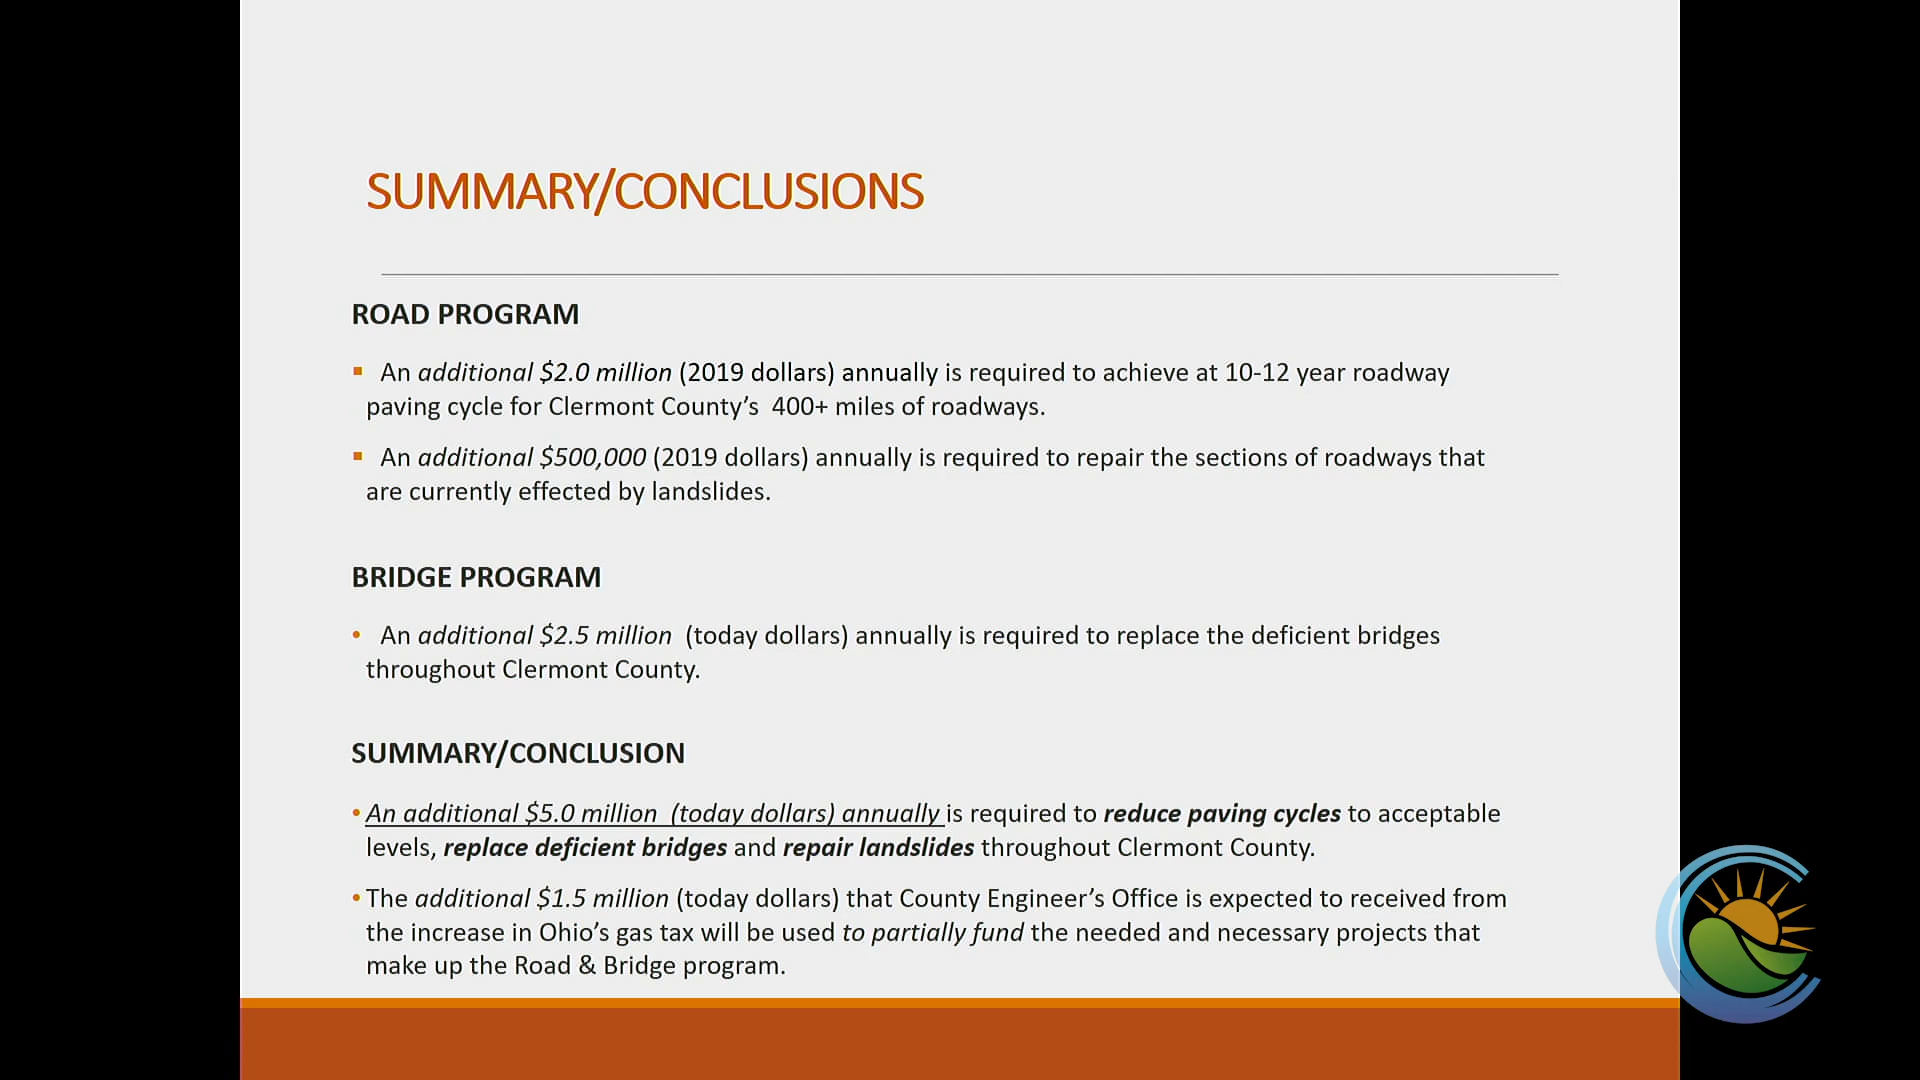 SUMMARY/CONCLUSIONS
ROAD PROGRAM
▪ An additional $2.0 million (2019 dollars) annually is required to achieve at 10-12 year roadway
paving cycle for Clermont County’s 400+ miles of roadways.
▪ An additional $500,000 (2019 dollars) annually is required to repair the sections of roadways that
are currently effected by landslides.
BRIDGE PROGRAM
• An additional $2.5 million (today dollars) annually is required to replace the deficient bridges
throughout Clermont County.
SUMMARY/CONCLUSION
• An additional $5.0 million (today dollars) annually is required to reduce paving cycles to acceptable
levels, replace deficient bridges and repair landslides throughout Clermont County.
• The additional $1.5 million (today dollars) that County Engineer’s Office is expected to received from
the increase in Ohio’s gas tax will be used to partially fund the needed and necessary projects that
make up the Road & Bridge program.